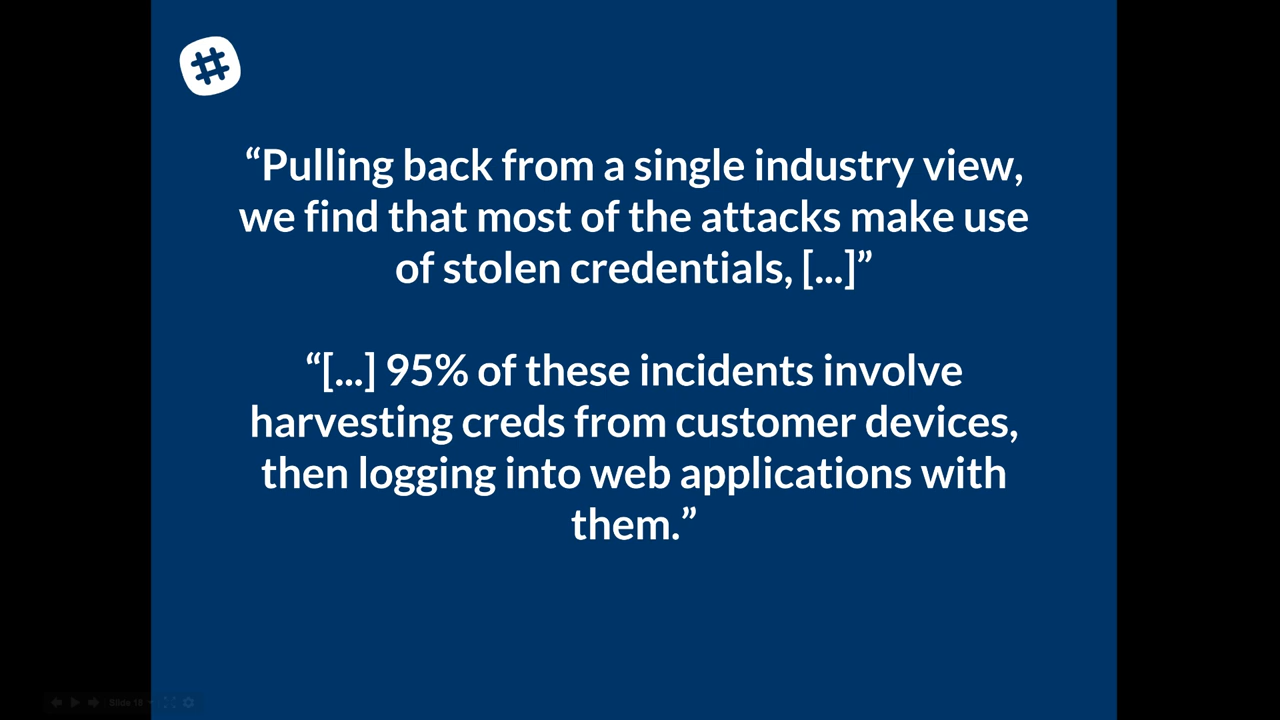 “Pulling back from a single industry view,
we find that most of the attacks make use
of stolen credentials, [...]”
“[...] 95% of these incidents involve
harvesting creds from customer devices,
then logging into web applications with
them.”